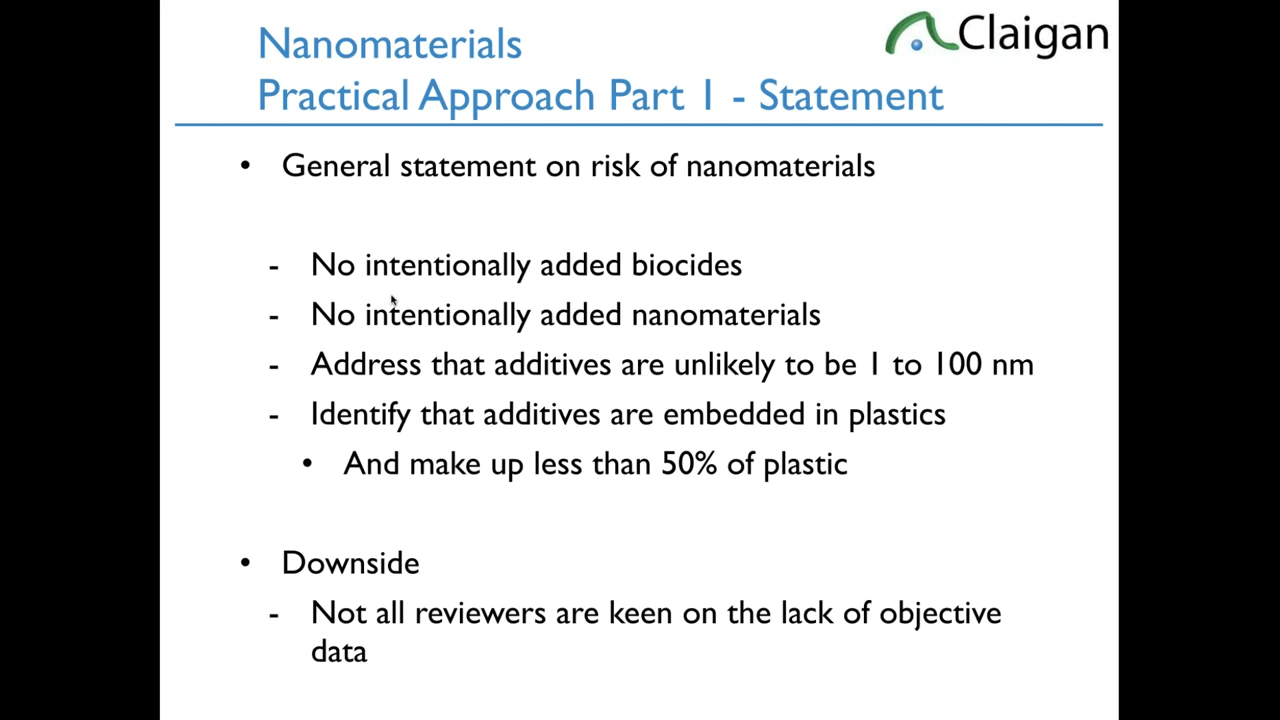 Claigan
Nanomaterials
Practical Approach Part 1 - Statement
• General statement on risk of nanomaterials
- No intentionally added biocides
- No intentionally added nanomaterials
- Address that additives are unlikely to be 1 to 100 nm
- Identify that additives are embedded in plastics
• And make up less than 50% of plastic
• Downside
- Not all reviewers are keen on the lack of objective
data